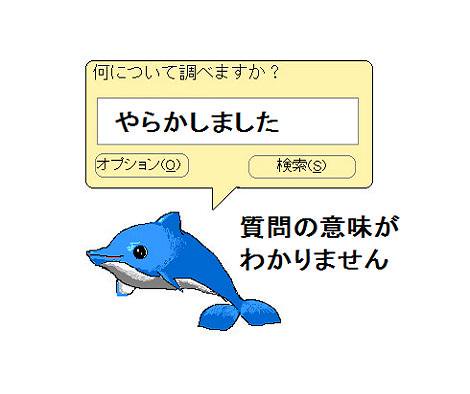 何について調べますか？
やらかしました
オプション(O)
検索(S)
質問の意味が
わかりません